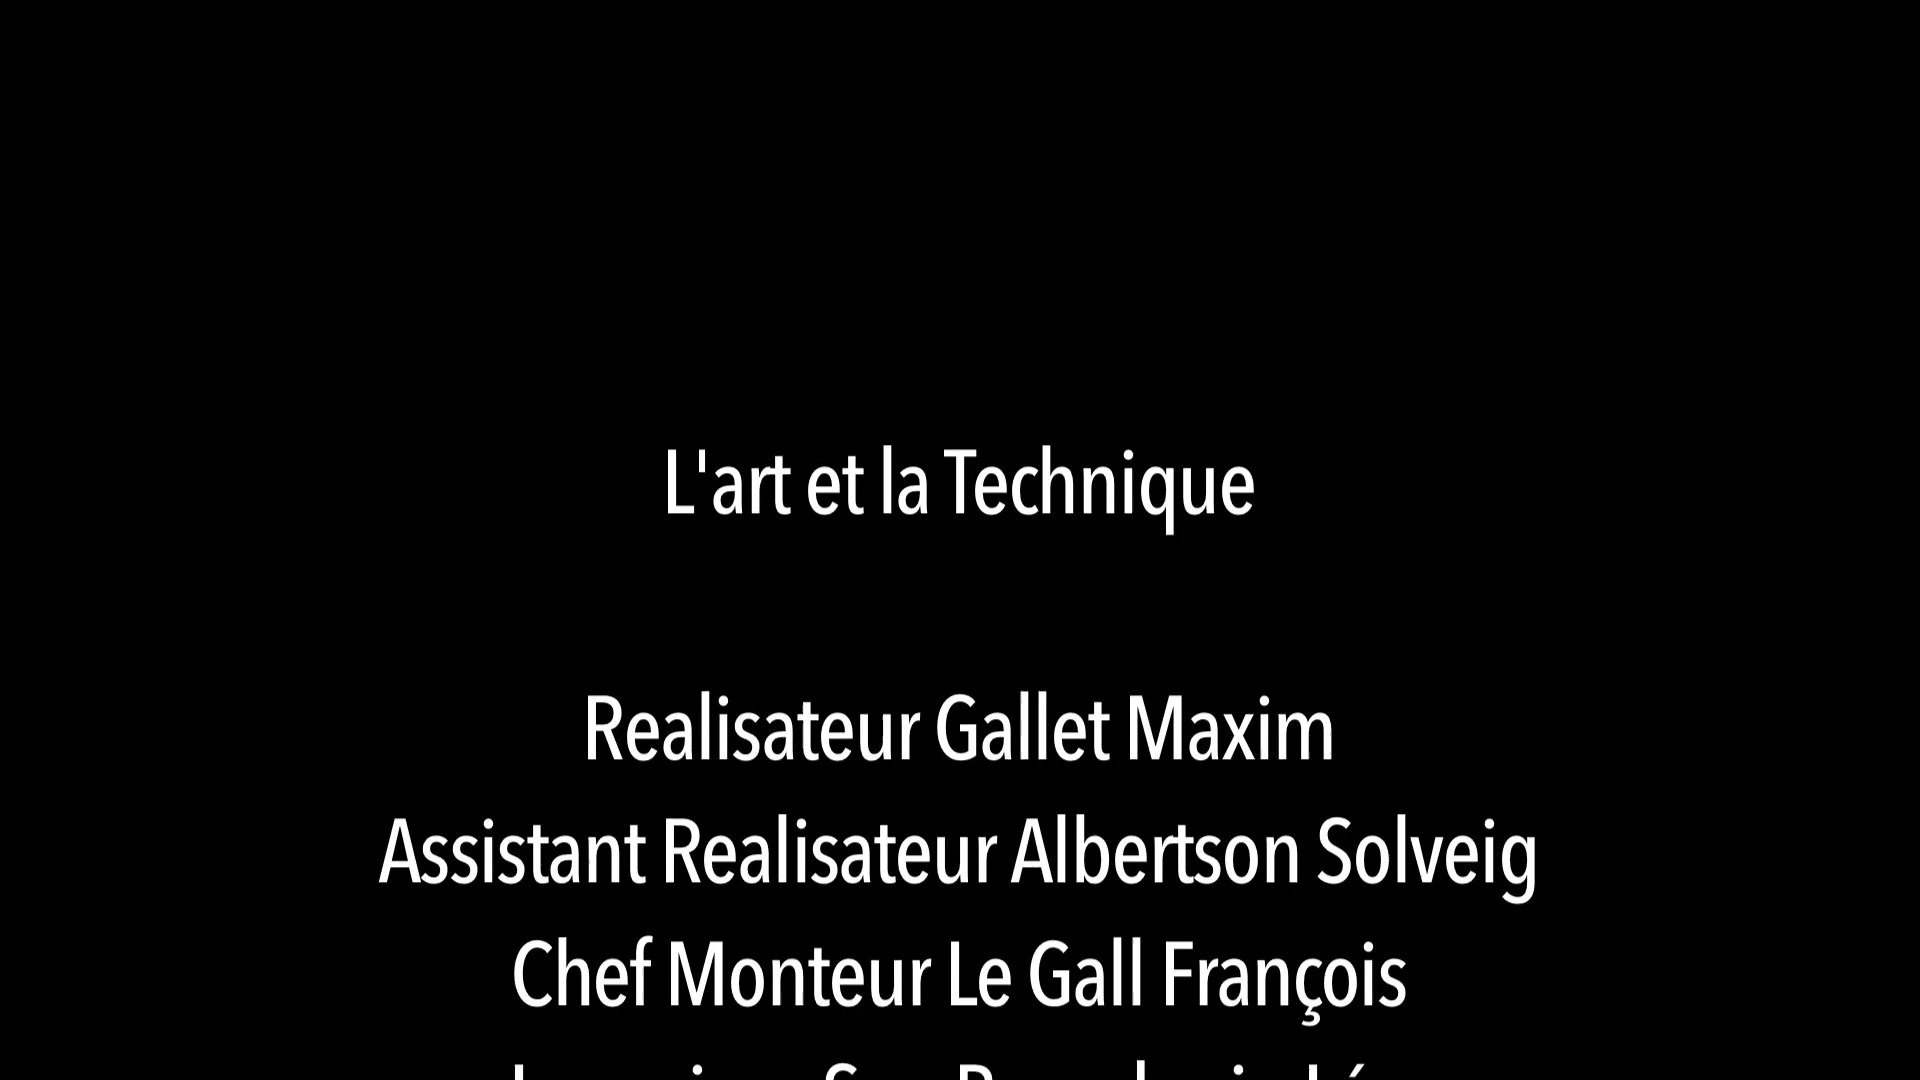 L'art et la Technique
Realisateur Gallet Maxim
Assistant Realisateur Albertson Solveig
Chef Monteur Le Gall François